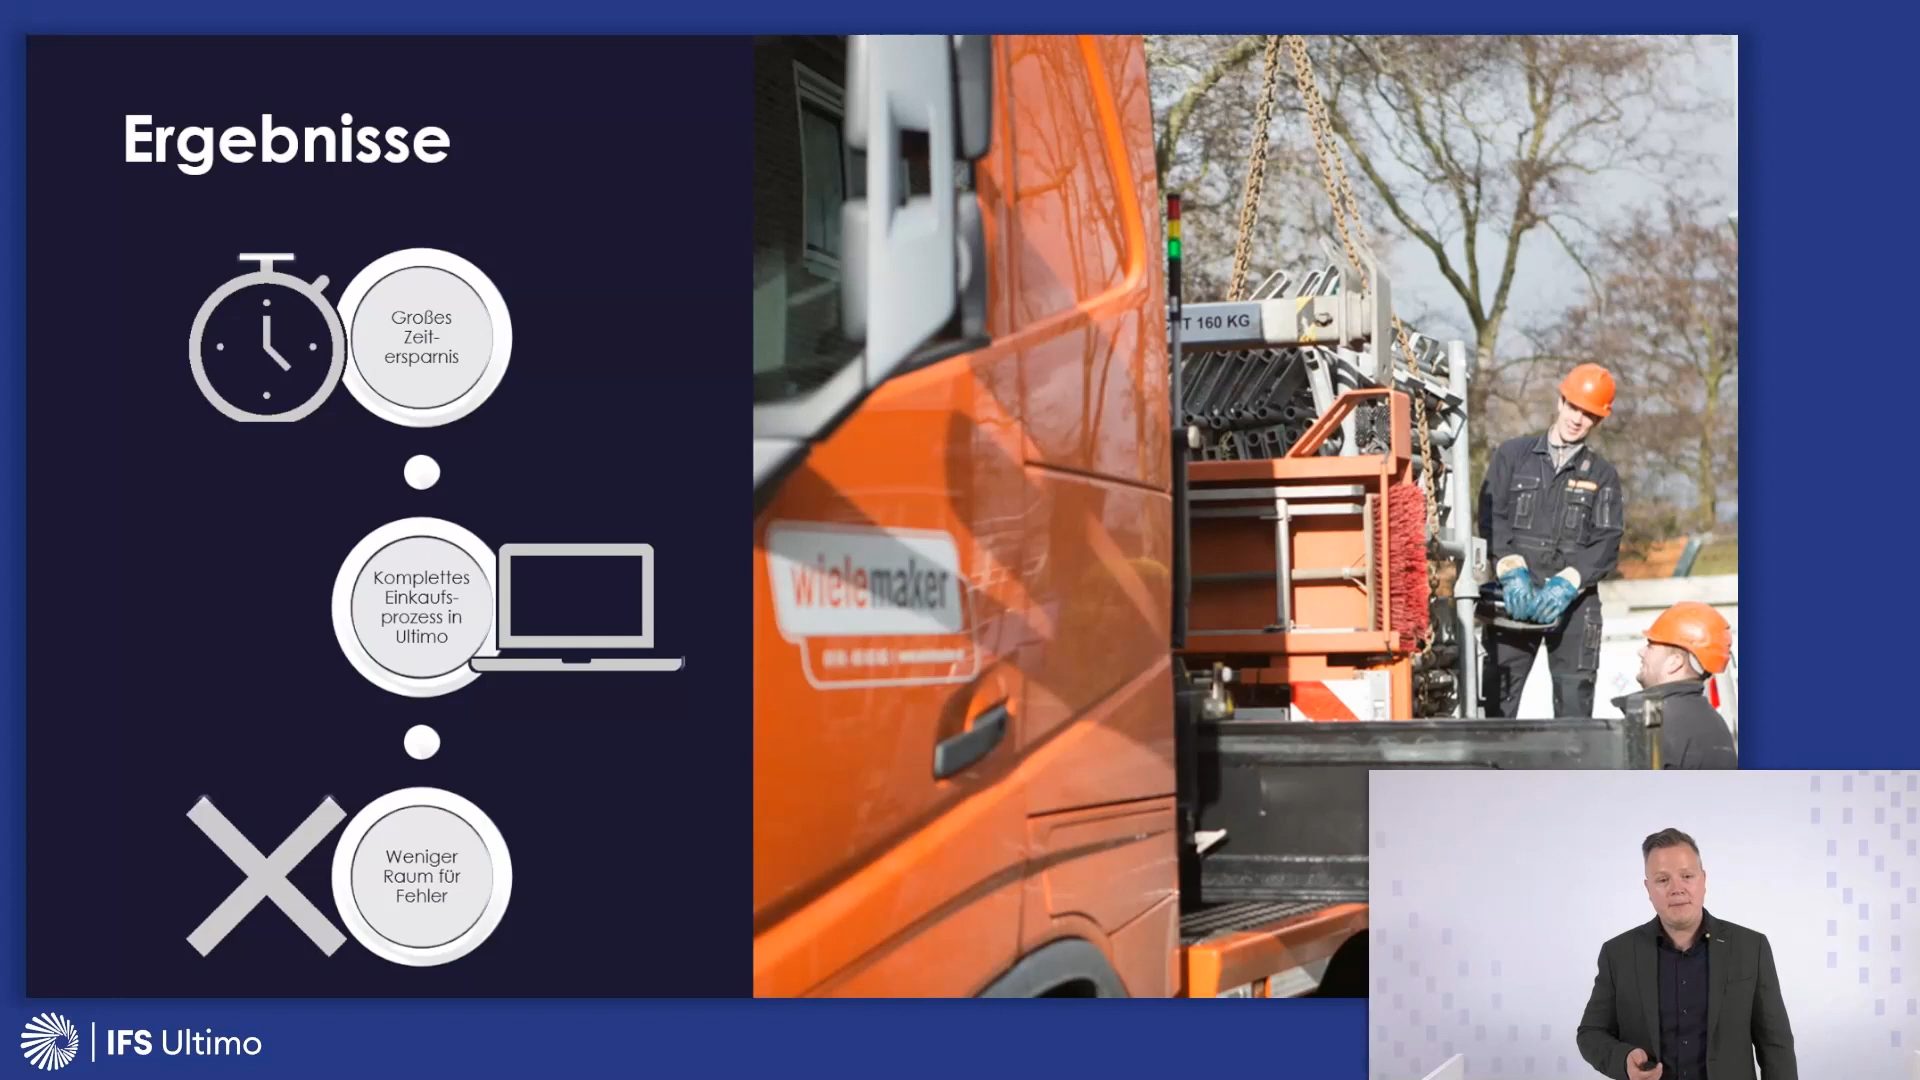 Ergebnisse
Großes
Zeit-
ersparnis
Komplettes
Einkaufs-
prozess in
Ultimo
Weniger
Raum für
Fehler
T 160 KG
wielemaker
IFS Ultimo